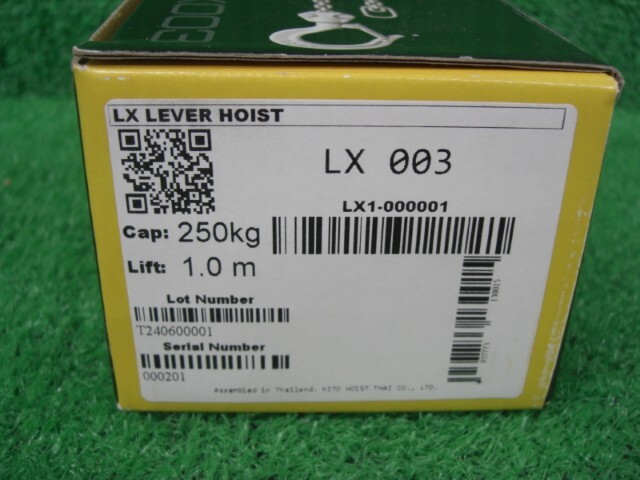 LX LEVER HOIST
LX 003
LX1-000001
Cap: 250kg
Lift: 1.0 m
Lot Number
T240600001
Serial Number
000201
Assembled in Thailand. KITO HOIST THAI CO., LTD.